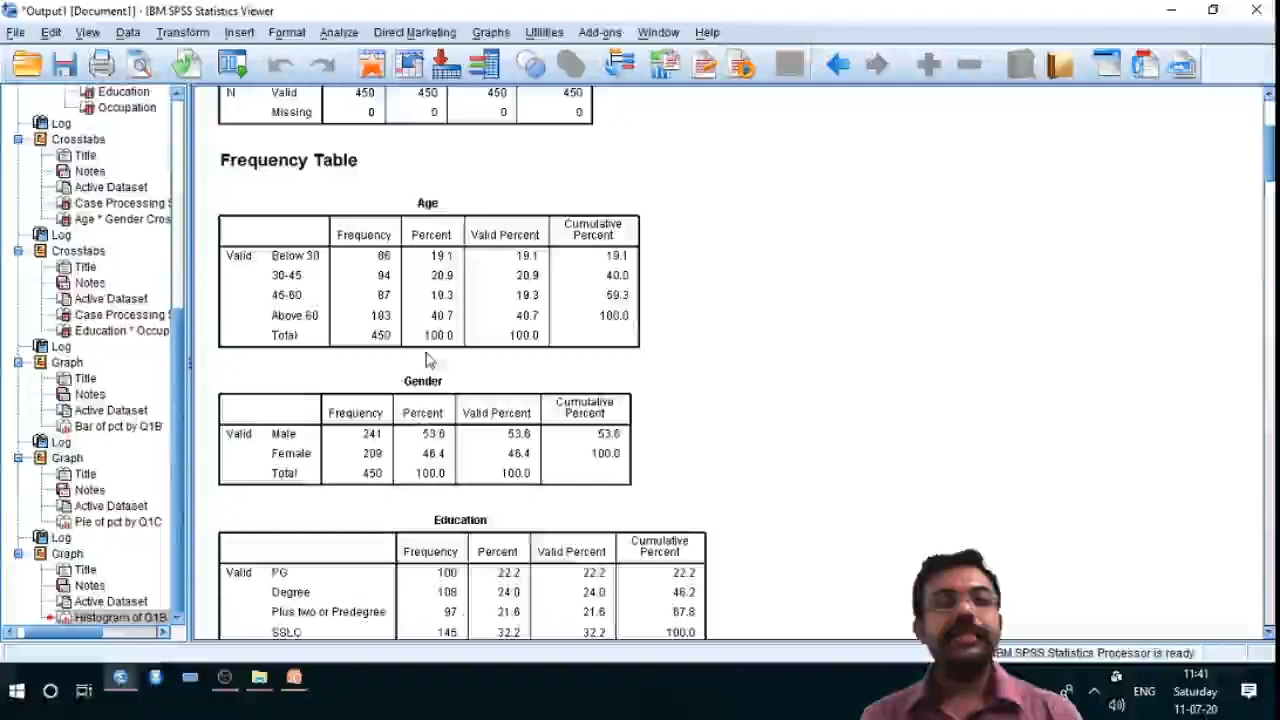 *Output1 [Document1] - IBM SPSS Statistics Viewer
File Edit View Data Transform Insert Format Analyze Direct Marketing Graphs Utilities Add-ons Window Help
Education
Occupation
Log
Crosstabs
Title
Notes
Active Dataset
Case Processing S
Age * Gender Cros
Log
Crosstabs
Title
Notes
Active Dataset
Case Processing S
Education * Occup
Log
Graph
Title
Notes
Active Dataset
Bar of pct by Q1B
Log
Graph
Title
Notes
Active Dataset
Pie of pct by Q1C
Log
Graph
Title
Notes
Active Dataset
Histogram of Q1B
N Valid 450 450 450 450
Missing 0 0 0 0
Frequency Table
Age
Frequency Percent Valid Percent Cumulative Percent
Valid Below 30 86 19.1 19.1 19.1
30-45 94 20.9 20.9 40.0
45-60 87 19.3 19.3 59.3
Above 60 183 40.7 40.7 100.0
Total 450 100.0 100.0
Gender
Frequency Percent Valid Percent Cumulative Percent
Valid Male 241 53.6 53.6 53.6
Female 209 46.4 46.4 100.0
Total 450 100.0 100.0
Education
Frequency Percent Valid Percent Cumulative Percent
Valid PG 100 22.2 22.2 22.2
Degree 108 24.0 24.0 46.2
Plus two or Predegree 97 21.6 21.6 67.8
SSLC 145 32.2 32.2 100.0
IBM SPSS Statistics Processor is ready
ENG
11:41
Saturday
11-07-20